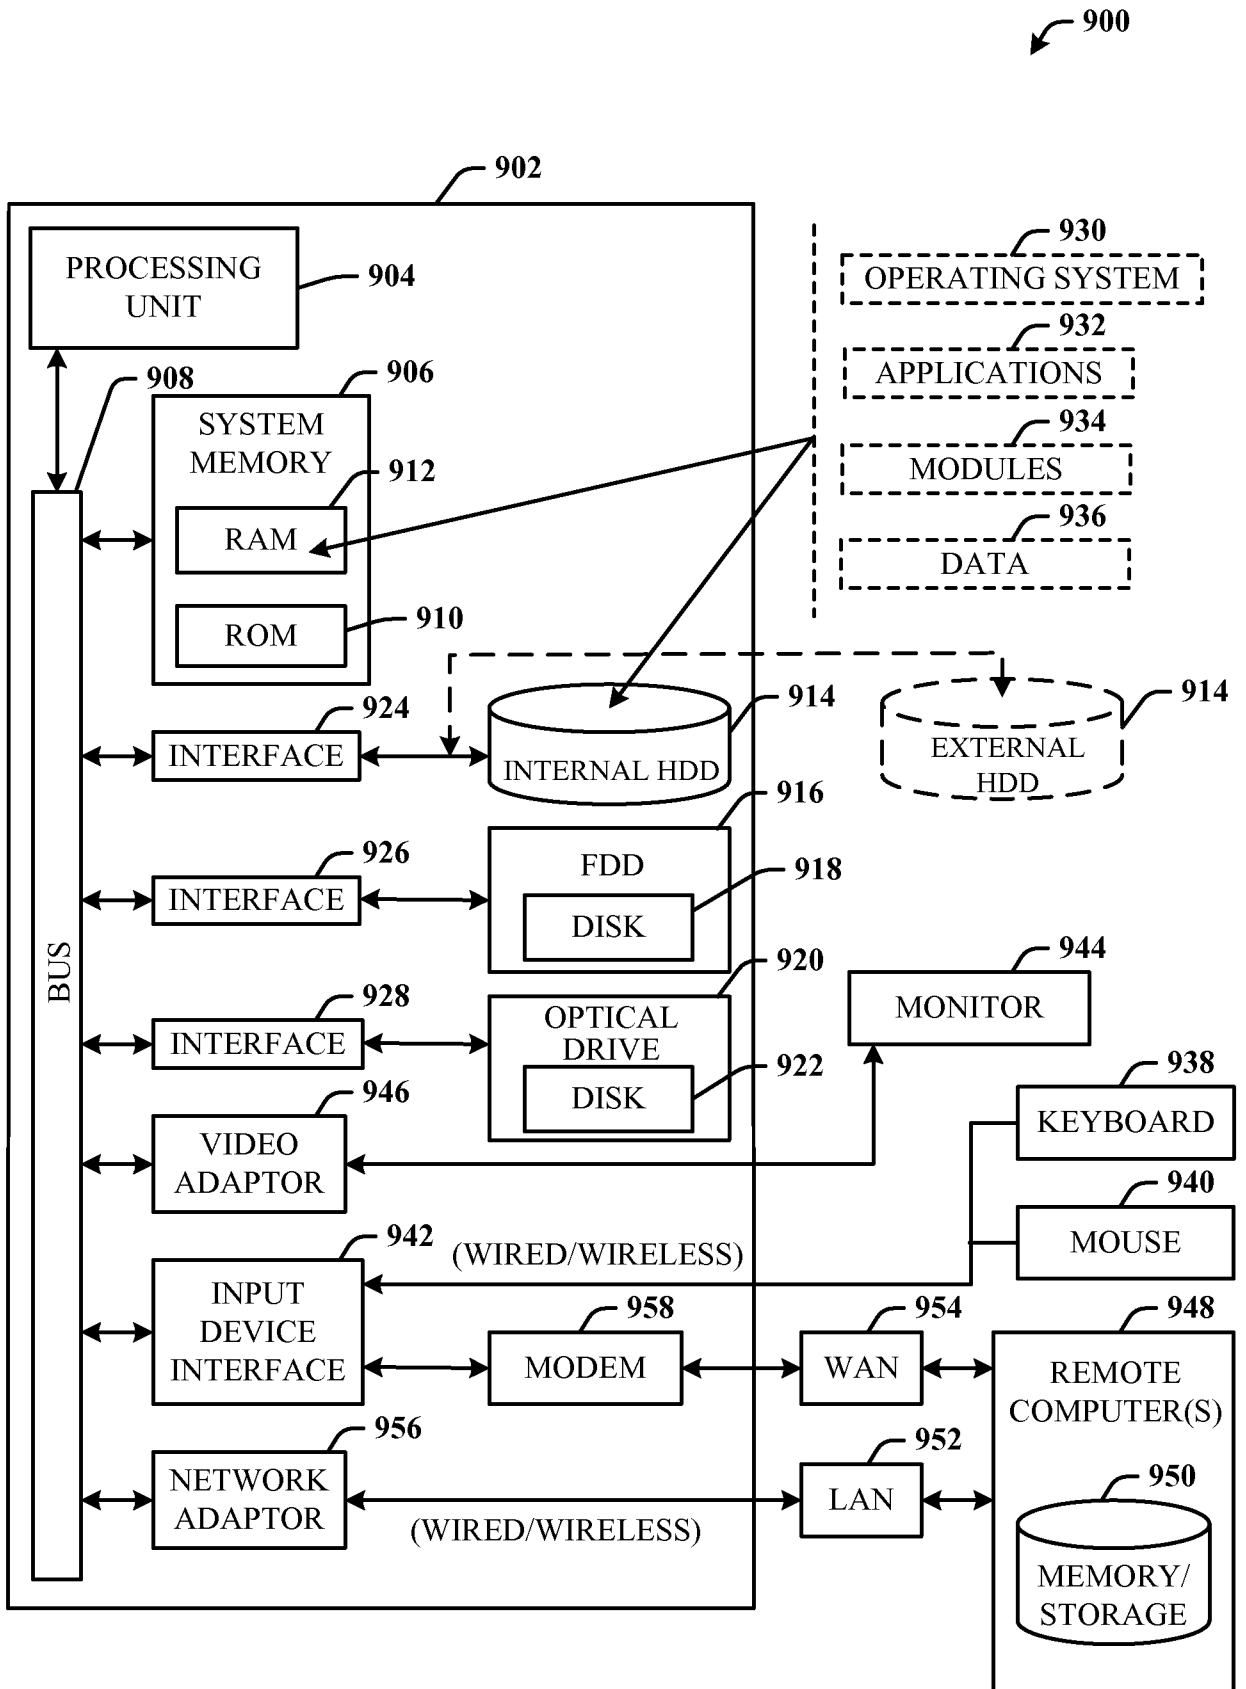 900
902
PROCESSING
UNIT
904
908
906
SYSTEM
MEMORY
912
RAM
910
ROM
930
OPERATING SYSTEM
932
APPLICATIONS
934
MODULES
936
DATA
924
INTERFACE
914
INTERNAL HDD
914
EXTERNAL
HDD
916
FDD
918
DISK
926
INTERFACE
BUS
920
OPTICAL
DRIVE
922
DISK
928
INTERFACE
944
MONITOR
946
VIDEO
ADAPTOR
938
KEYBOARD
940
MOUSE
942
(WIRED/WIRELESS)
INPUT
DEVICE
INTERFACE
958
MODEM
954
WAN
948
REMOTE
COMPUTER(S)
956
NETWORK
ADAPTOR
(WIRED/WIRELESS)
952
LAN
950
MEMORY/
STORAGE